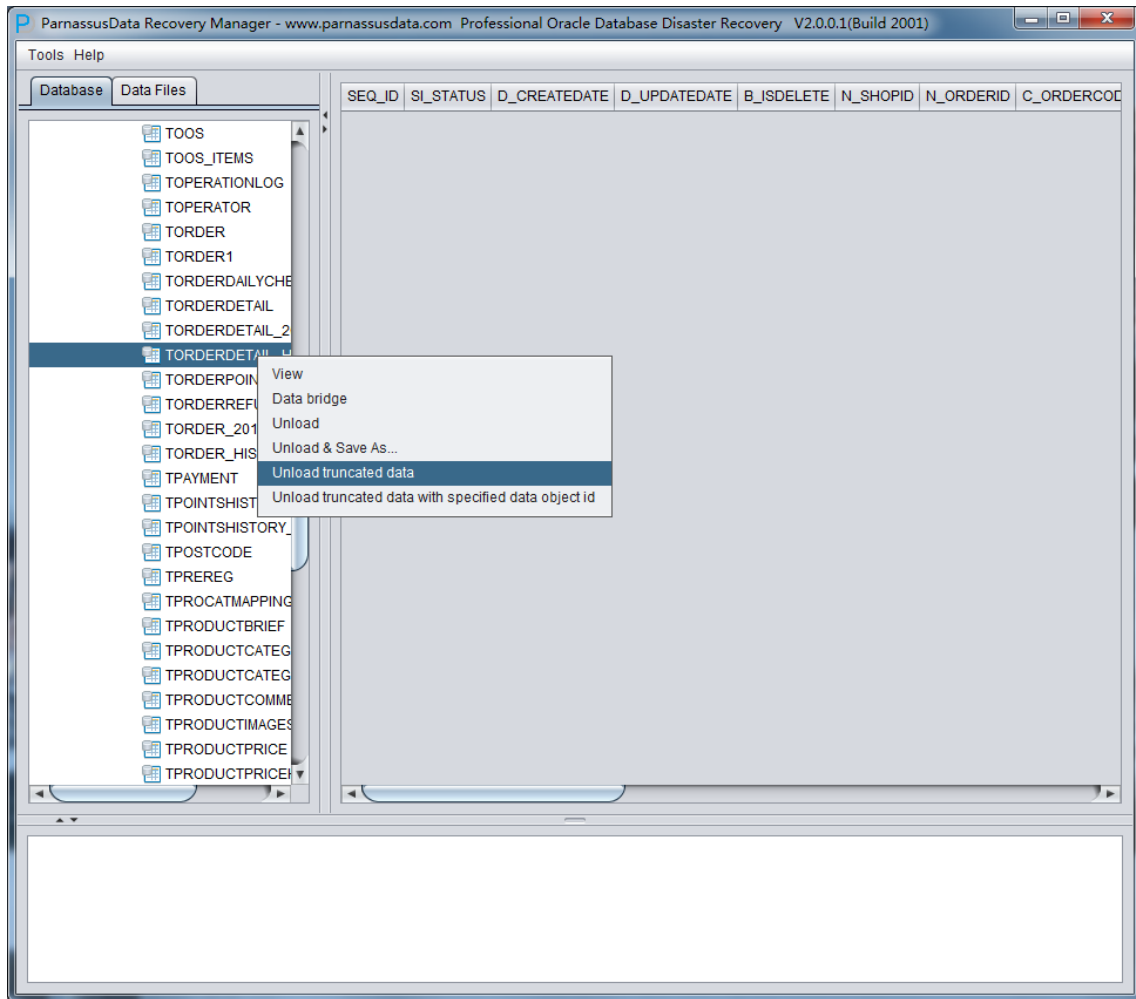 ParnassusData Recovery Manager - www.parnassusdata.com Professional Oracle Database Disaster Recovery V2.0.0.1(Build 2001)
Tools Help
Database Data Files
SEQ_ID SI_STATUS D_CREATEDATE D_UPDATEDATE B_ISDELETE N_SHOPID N_ORDERID C_ORDERCOD
TOOS
TOOS_ITEMS
TOPERATIONLOG
TOPERATOR
TORDER
TORDER1
TORDERDAILYCHE
TORDERDETAIL
TORDERDETAIL_2
TORDERDETAIL_H
TORDERPOIN
TORDERREFU
TORDER_201
TORDER_HIS
TPAYMENT
TPOINTSHIST
TPOINTSHISTORY_
TPOSTCODE
TPREREG
TPROCATMAPPING
TPRODUCTBRIEF
TPRODUCTCATEG
TPRODUCTCATEG
TPRODUCTCOMME
TPRODUCTIMAGES
TPRODUCTPRICE
TPRODUCTPRICEH
View
Data bridge
Unload
Unload & Save As...
Unload truncated data
Unload truncated data with specified data object id